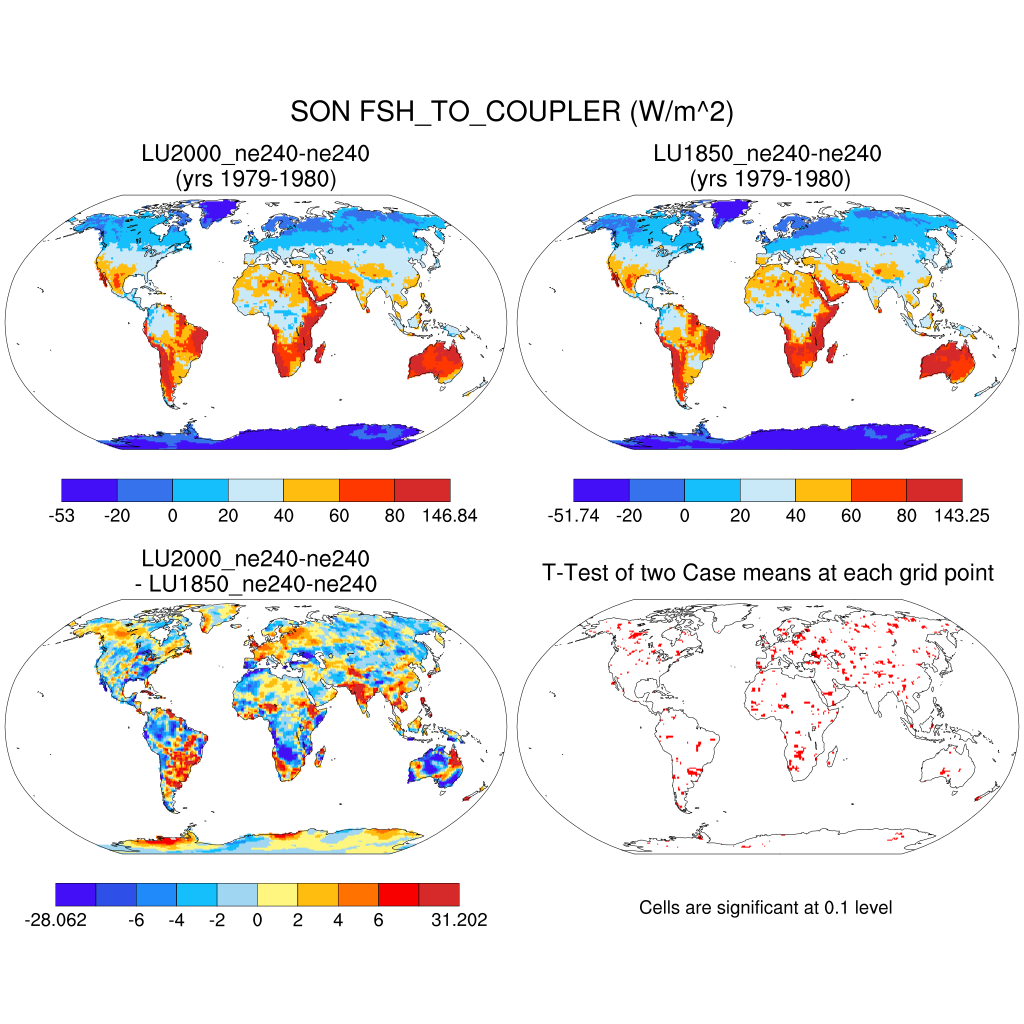 SON FSH_TO_COUPLER (W/m^2)
LU2000_ne240-ne240
(yrs 1979-1980)
LU1850_ne240-ne240
(yrs 1979-1980)
-53 -20 0 20 40 60 80 146.84
-51.74 -20 0 20 40 60 80 143.25
LU2000_ne240-ne240
- LU1850_ne240-ne240
T-Test of two Case means at each grid point
-28.062 -6 -4 -2 0 2 4 6 31.202
Cells are significant at 0.1 level